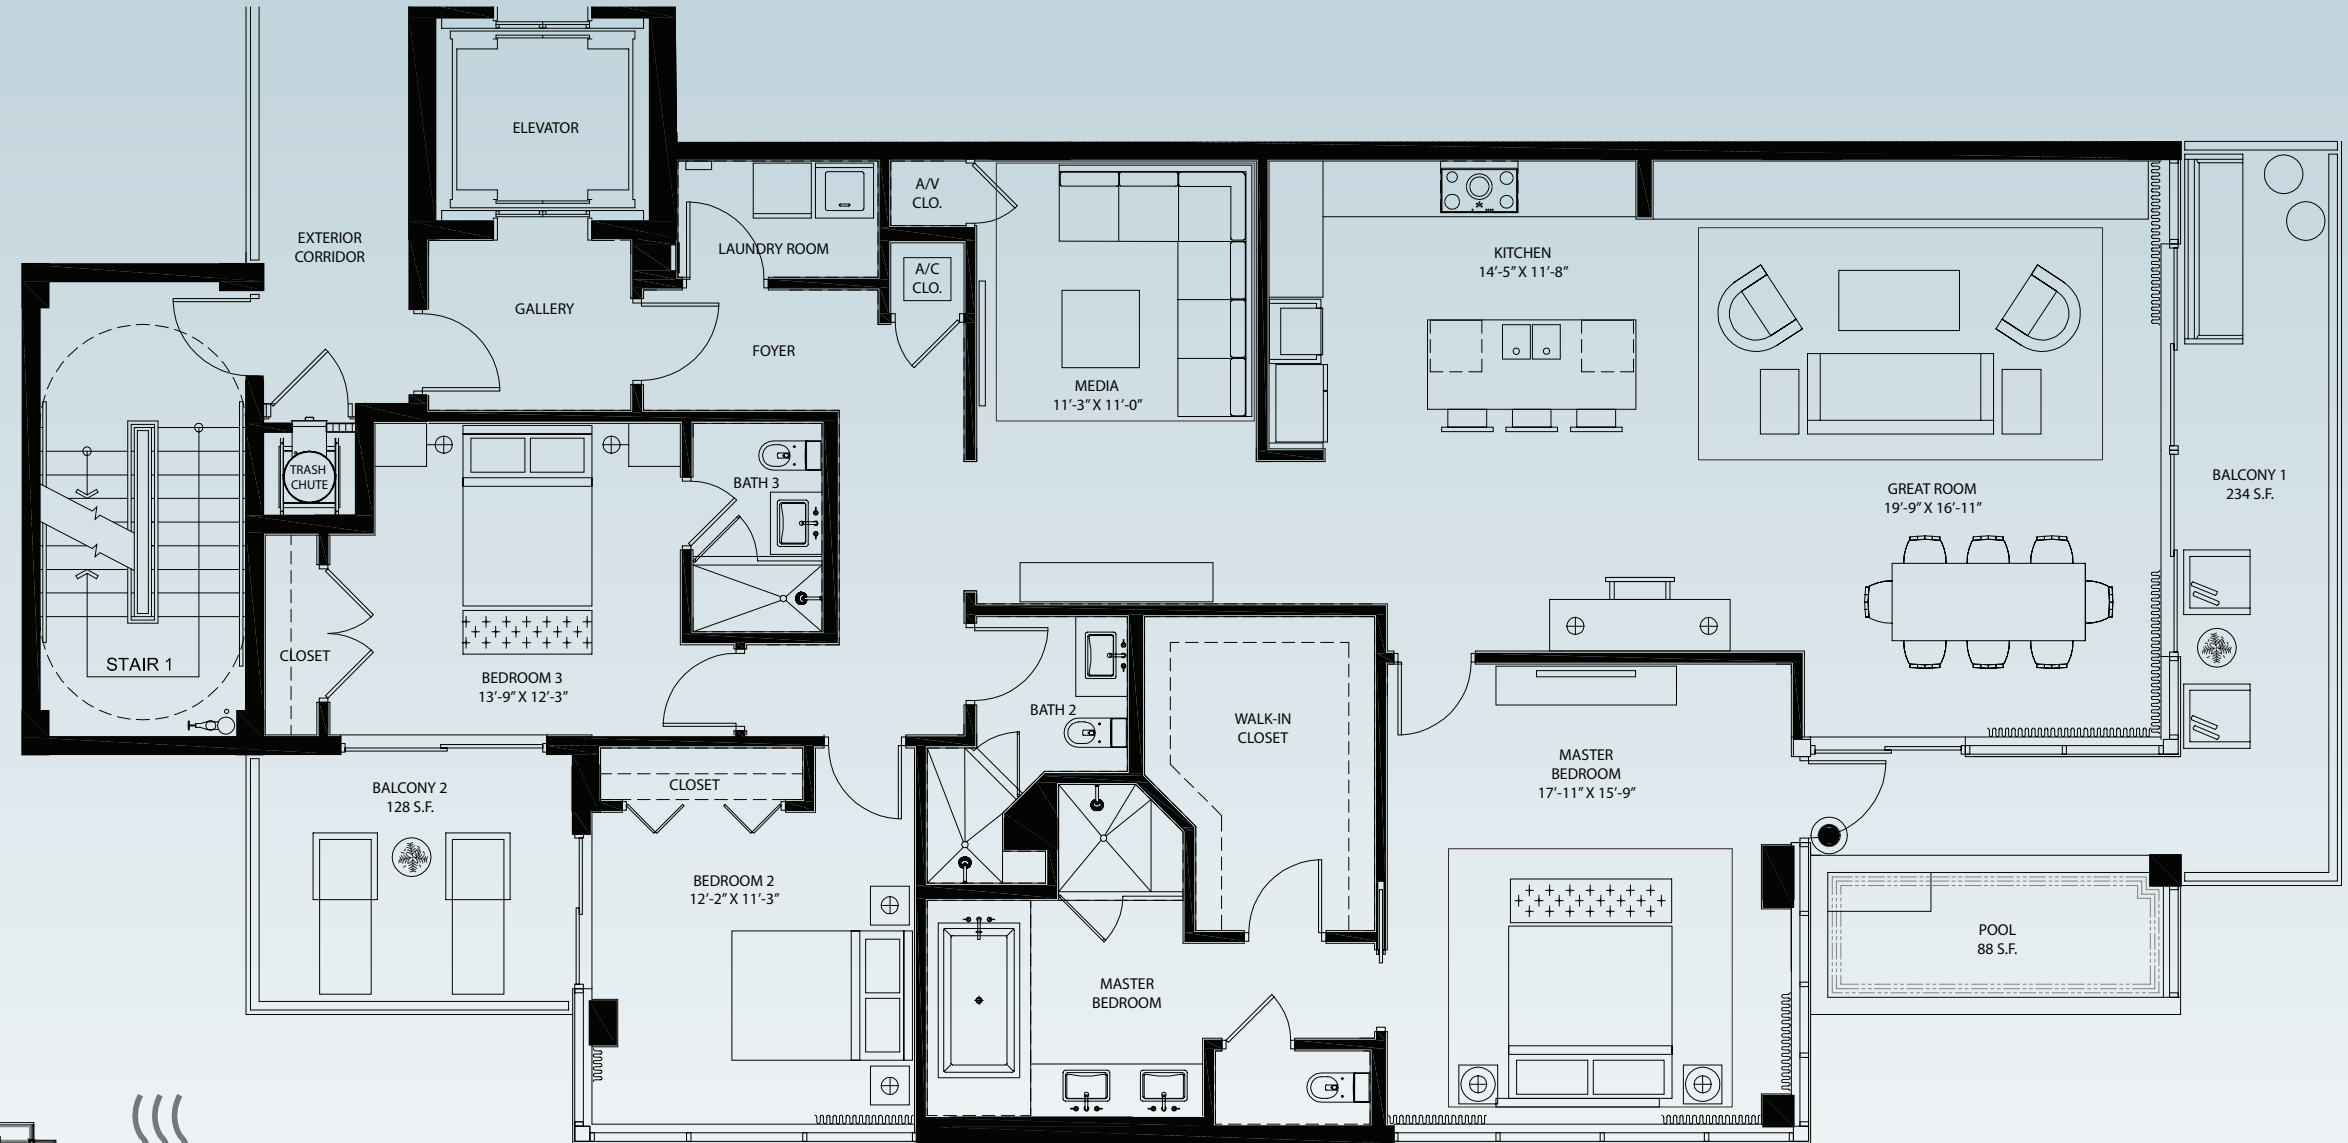 ELEVATOR
EXTERIOR
CORRIDOR
GALLERY
LAUNDRY ROOM
A/V
CLO.
A/C
CLO.
FOYER
MEDIA
11'-3" X 11'-0"
KITCHEN
14'-5" X 11'-8"
GREAT ROOM
19'-9" X 16'-11"
BALCONY 1
234 S.F.
TRASH
CHUTE
BATH 3
STAIR 1
CLOSET
BEDROOM 3
13'-9" X 12'-3"
BATH 2
WALK-IN
CLOSET
MASTER
BEDROOM
17'-11" X 15'-9"
BALCONY 2
128 S.F.
CLOSET
BEDROOM 2
12'-2" X 11'-3"
MASTER
BEDROOM
POOL
88 S.F.